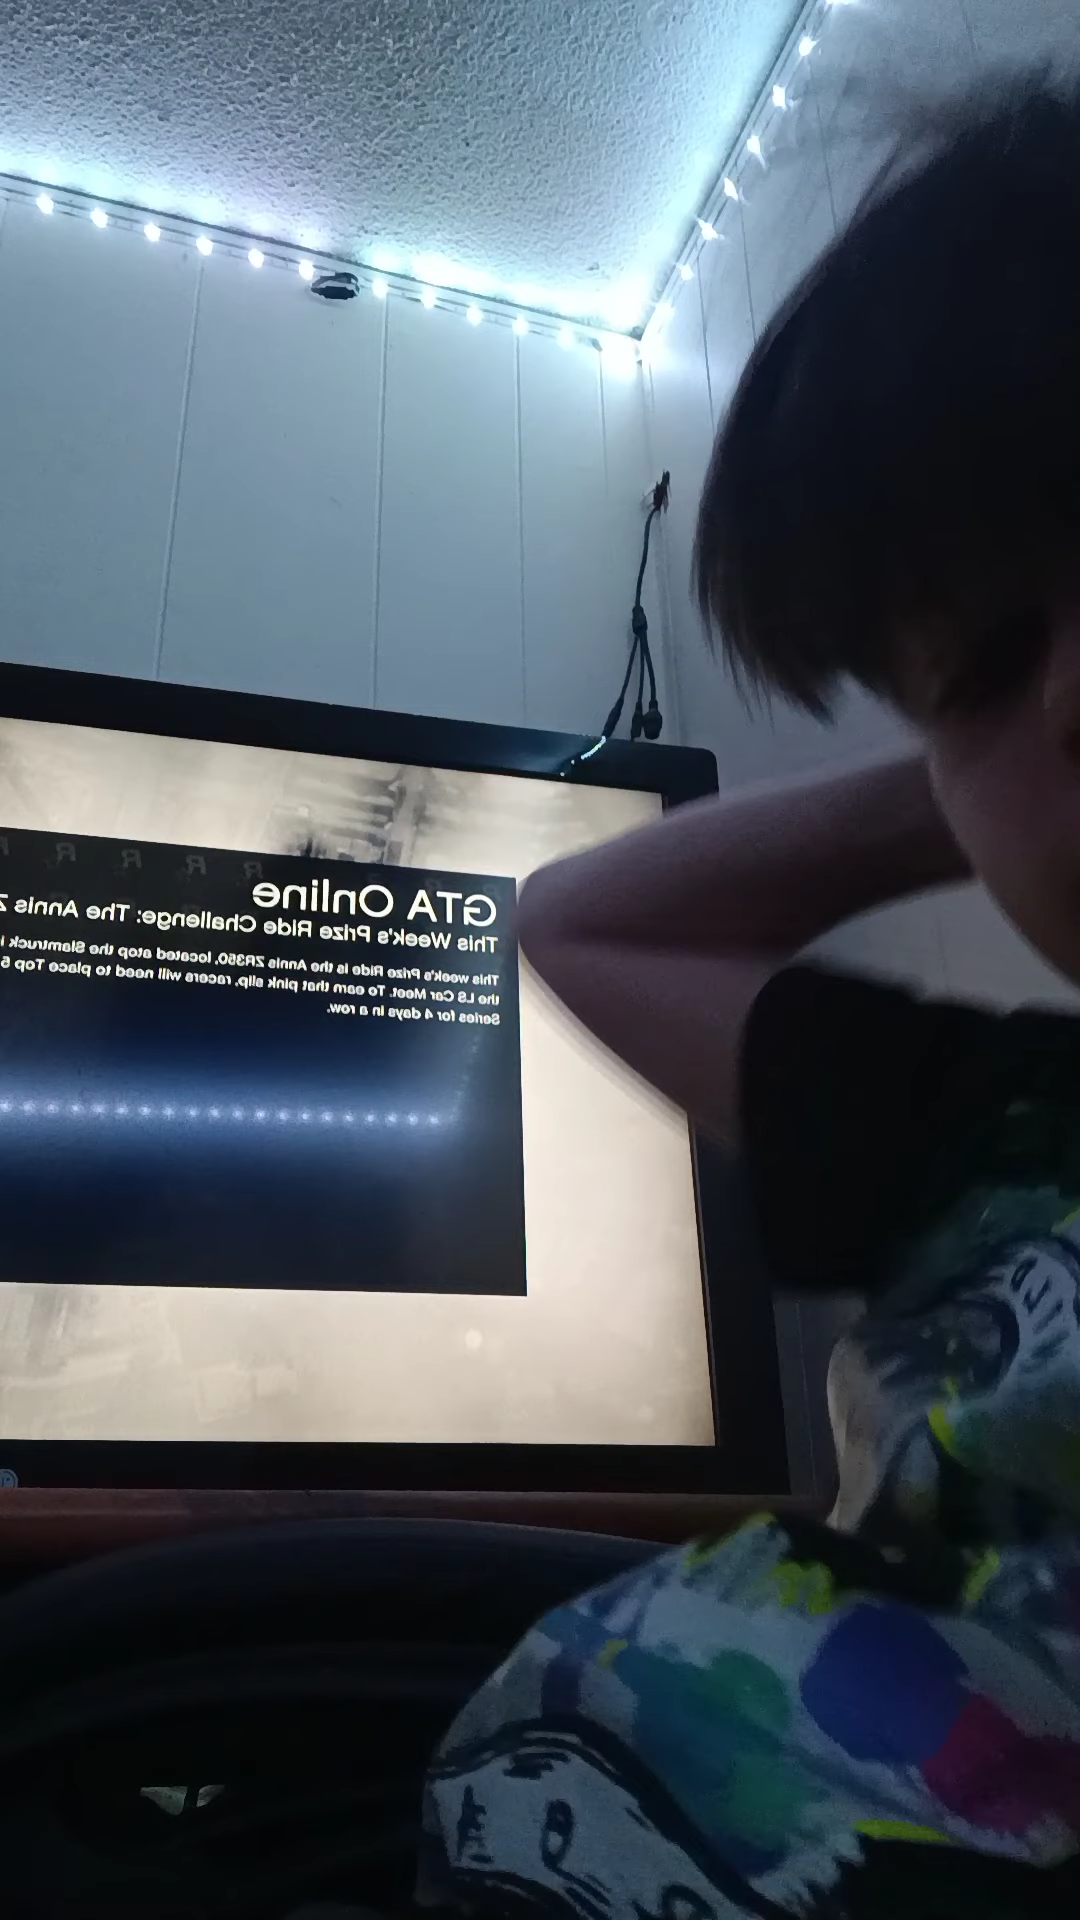 GTA Online
This Week's Prize Ride Challenge: The Annis Z
This week's Prize Ride is the Annis ZR350, located atop the Slamtruck i
the LS Car Meet. To earn that pink slip, racers will need to place Top 5
Series for 4 days in a row.